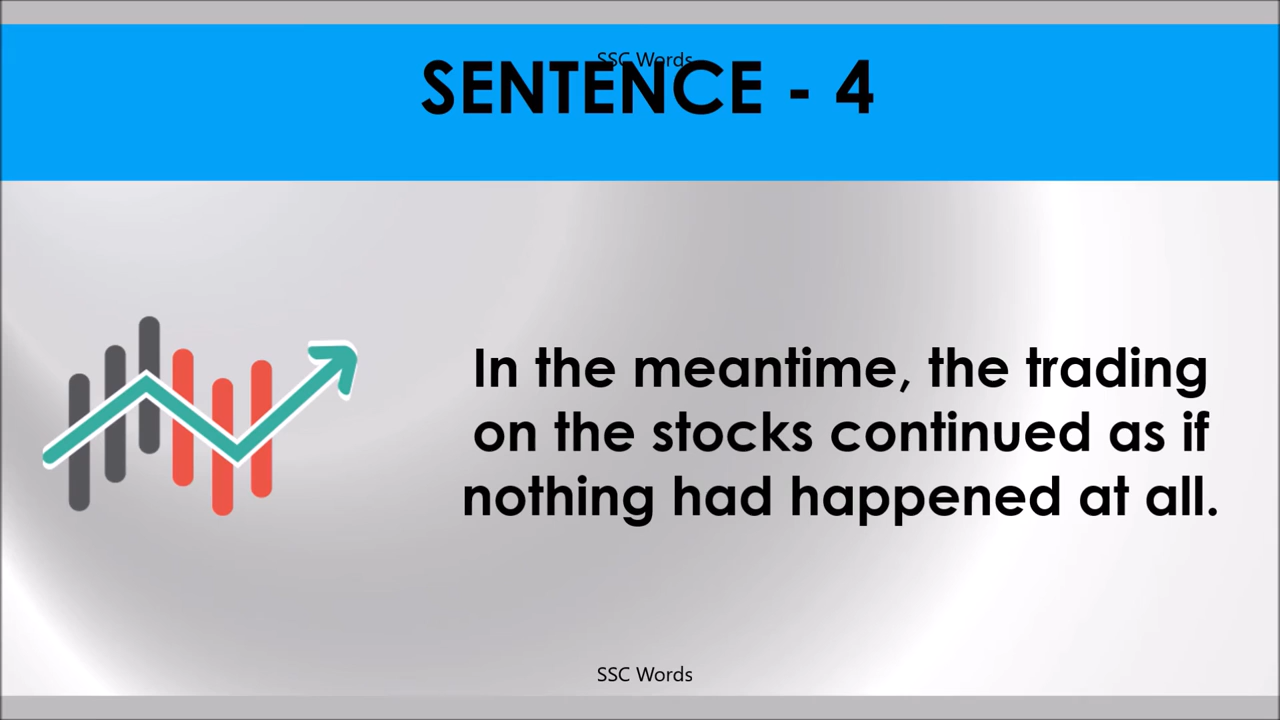 SSC Words
SENTENCE - 4
In the meantime, the trading
on the stocks continued as if
nothing had happened at all.
SSC Words